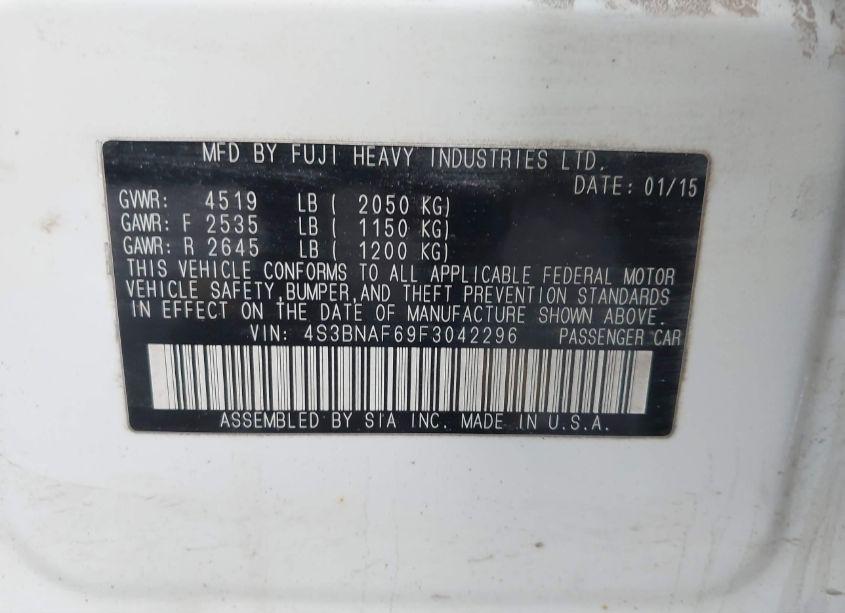 MFD BY FUJI HEAVY INDUSTRIES LTD.
DATE: 01/15
GVWR: 4519 LB ( 2050 KG)
GAWR: F 2535 LB ( 1150 KG)
GAWR: R 2645 LB ( 1200 KG)
THIS VEHICLE CONFORMS TO ALL APPLICABLE FEDERAL MOTOR
VEHICLE SAFETY,BUMPER,AND THEFT PREVENTION STANDARDS
IN EFFECT ON THE DATE OF MANUFACTURE SHOWN ABOVE.
VIN: 4S3BNAF69F3042296 PASSENGER CAR
ASSEMBLED BY SIA INC. MADE IN U.S.A.